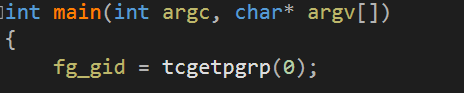 int main(int argc, char* argv[])
{
    fg_gid = tcgetpgrp(0);